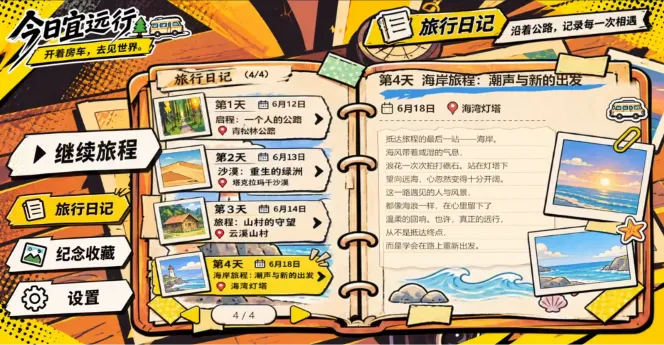 今日宜远行
开着房车，去见世界。
旅行日记
沿着公路，记录每一次相遇
继续旅程
旅行日记
纪念收藏
设置
旅行日记 (4/4)
第1天 6月12日
启程：一个人的公路
青松林公路
第2天 6月13日
沙漠：重生的绿洲
塔克拉玛干沙漠
第3天 6月14日
旅程：山村的守望
云溪山村
第4天 6月18日
海岸旅程：潮声与新的出发
海湾灯塔
4 / 4
第4天 海岸旅程：潮声与新的出发
6月18日 海湾灯塔
抵达旅程的最后一站——海岸。
海风带着咸湿的气息，
浪花一次次拍打礁石。站在灯塔下
望向远海，心忽然变得十分开阔。
这一路遇见的人与风景，
都像海浪一样，在心里留下了
温柔的回响。也许，真正的远行，
从不是抵达终点，
而是学会在路上重新出发。